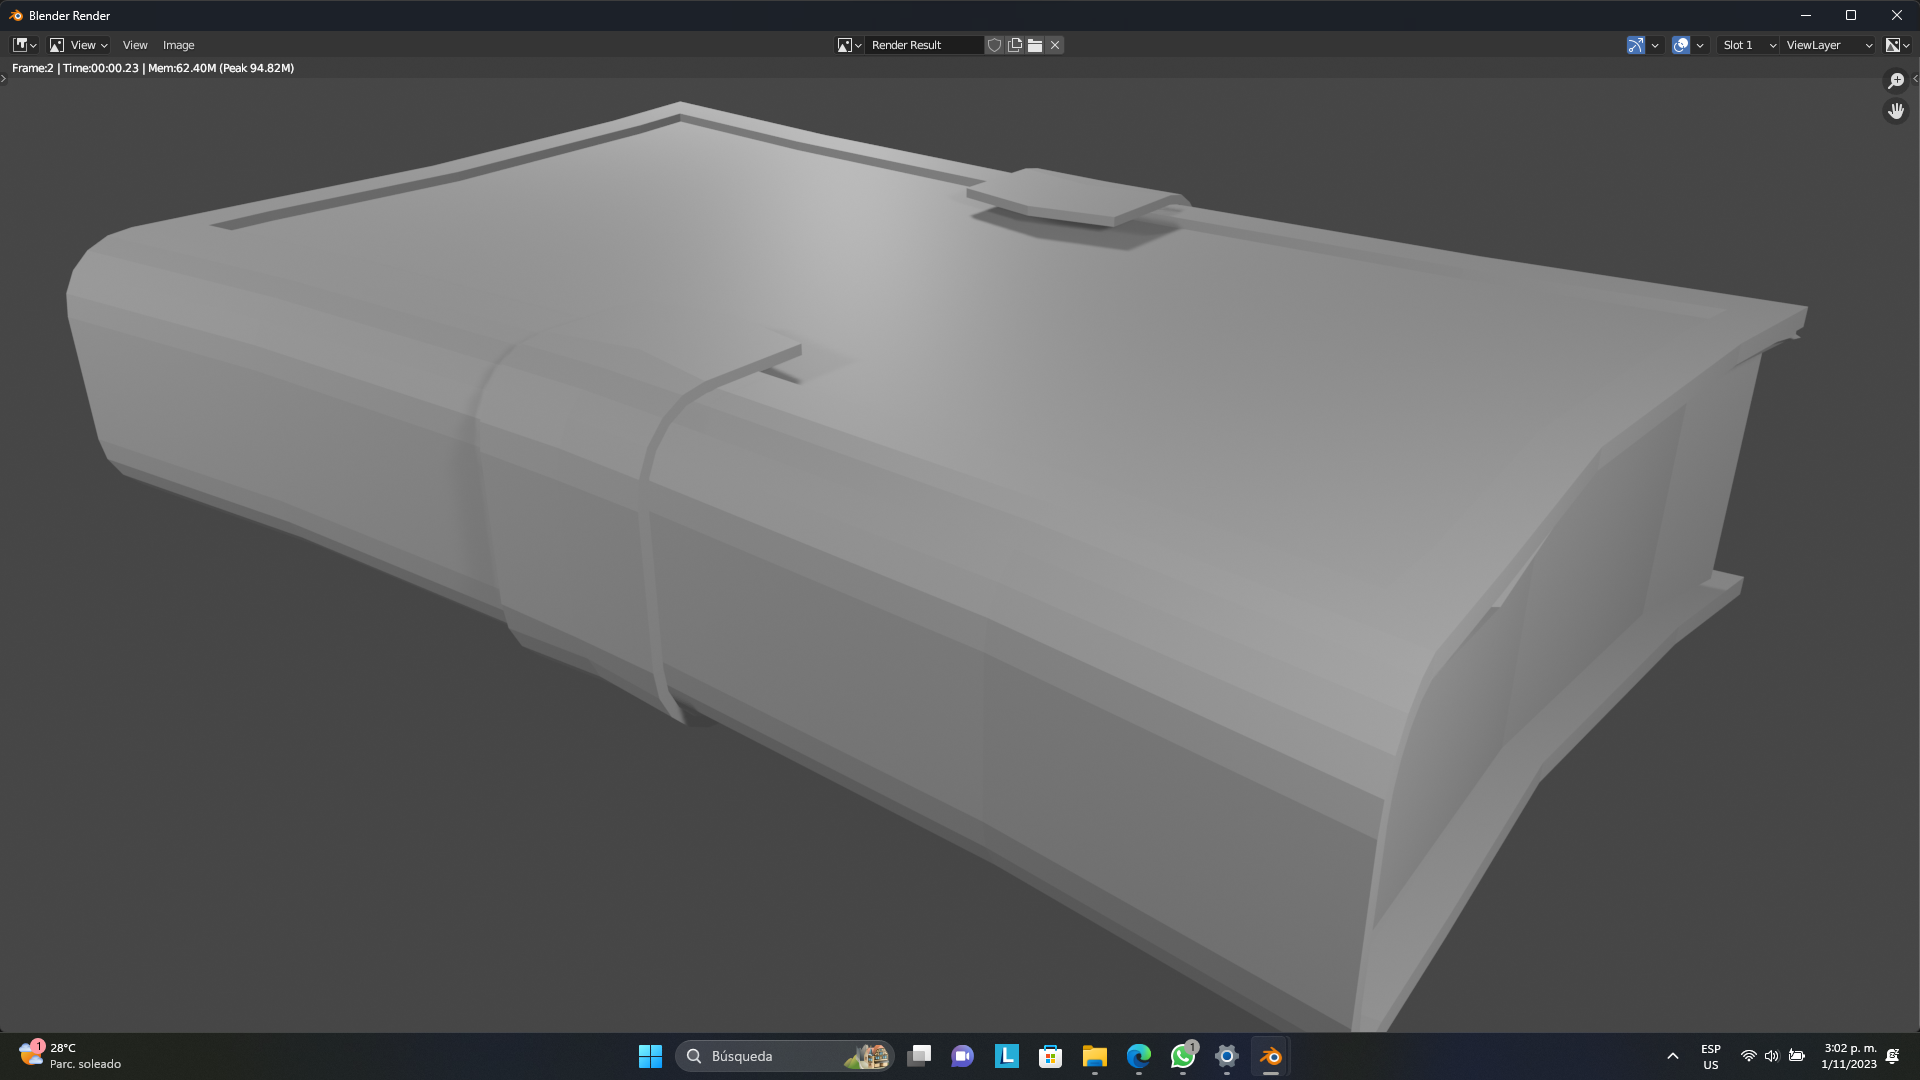 Blender Render
View View Image Render Result Slot 1 ViewLayer
Frame:2 | Time:00:00.23 | Mem:62.40M (Peak 94.82M)
1
28°C
Parc. soleado
Búsqueda
L
1
ESP
US
3:02 p. m.
1/11/2023